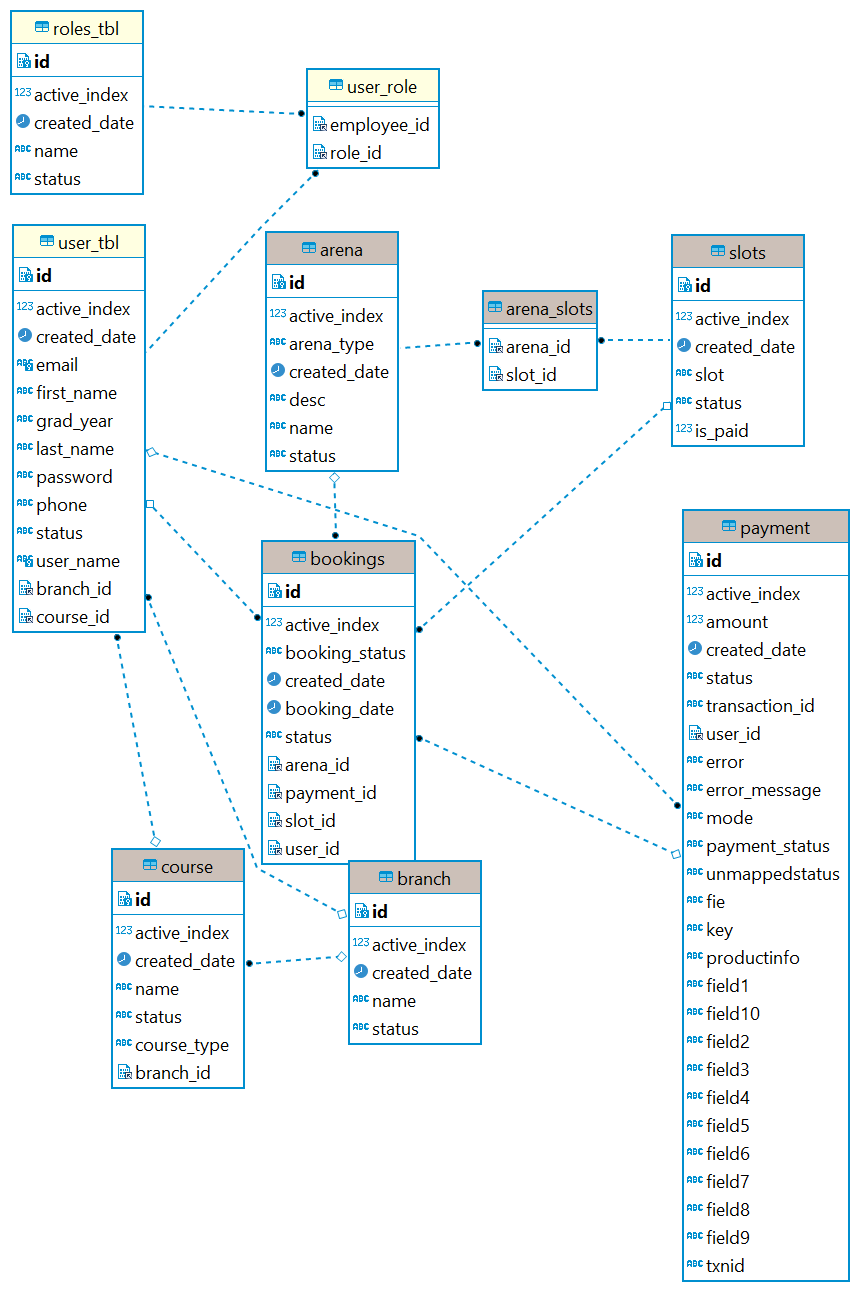 roles_tbl
id
123 active_index
created_date
ABC name
ABC status
user_role
employee_id
role_id
user_tbl
id
123 active_index
created_date
ABC email
ABC first_name
ABC grad_year
ABC last_name
ABC password
ABC phone
ABC status
ABC user_name
branch_id
course_id
arena
id
123 active_index
ABC arena_type
created_date
ABC desc
ABC name
ABC status
arena_slots
arena_id
slot_id
slots
id
123 active_index
created_date
ABC slot
ABC status
123 is_paid
bookings
id
123 active_index
ABC booking_status
created_date
booking_date
ABC status
arena_id
payment_id
slot_id
user_id
payment
id
123 active_index
123 amount
created_date
ABC status
ABC transaction_id
user_id
ABC error
ABC error_message
ABC mode
ABC payment_status
ABC unmappedstatus
ABC fie
ABC key
ABC productinfo
ABC field1
ABC field10
ABC field2
ABC field3
ABC field4
ABC field5
ABC field6
ABC field7
ABC field8
ABC field9
ABC txnid
course
id
123 active_index
created_date
ABC name
ABC status
ABC course_type
branch_id
branch
id
123 active_index
created_date
ABC name
ABC status